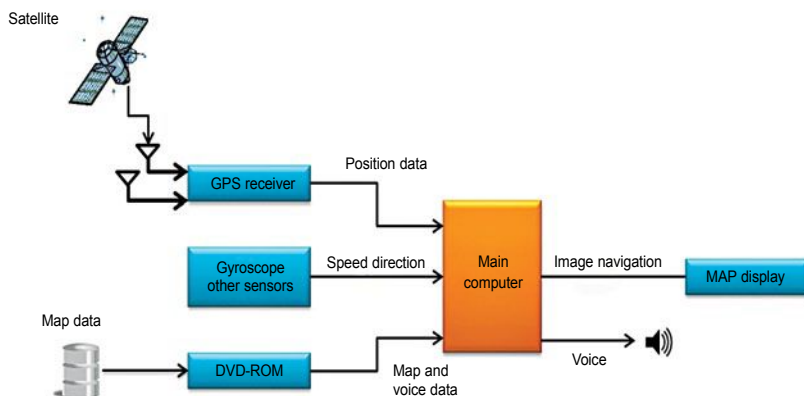 Satellite
Position data
GPS receiver
Gyroscope
other sensors
Speed direction
Main
computer
Image navigation
MAP display
Map data
DVD-ROM
Map and
voice data
Voice